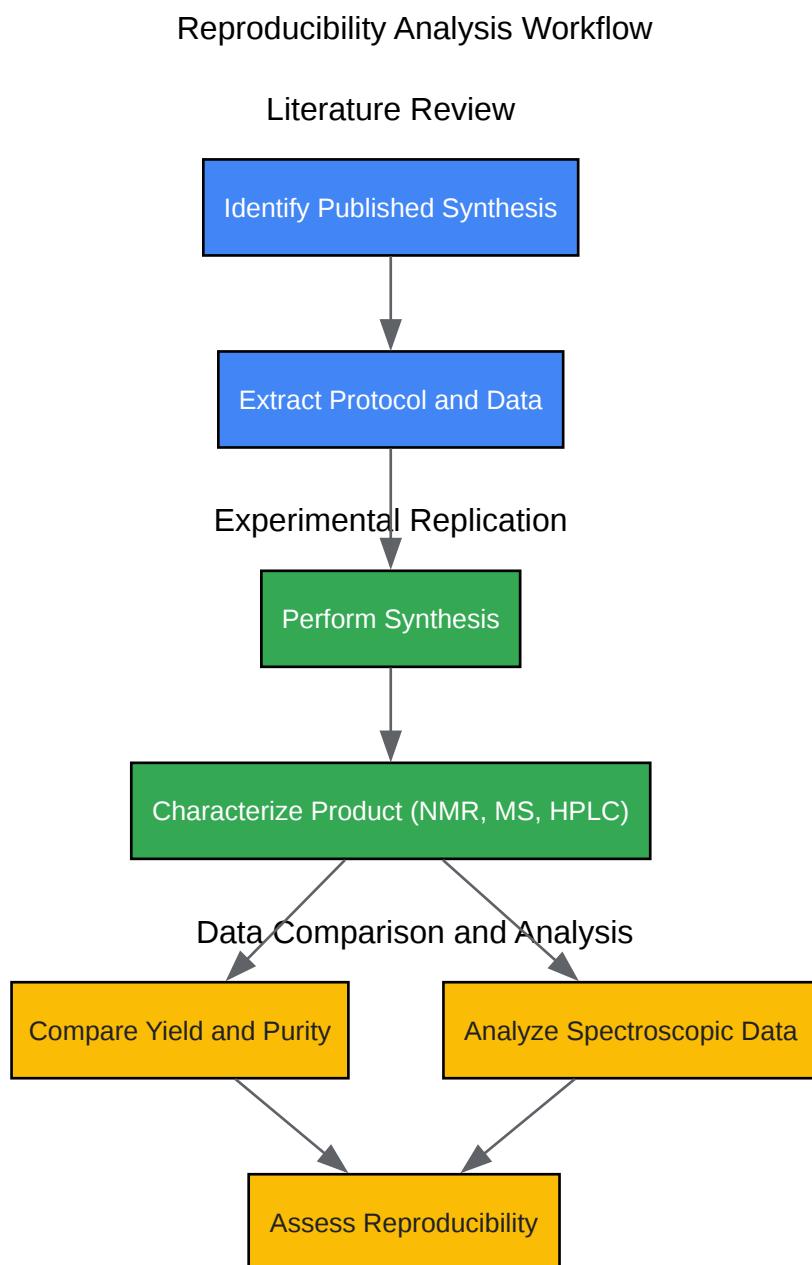 Reproducibility Analysis Workflow
Literature Review
Identify Published Synthesis
Extract Protocol and Data
Experimental Replication
Perform Synthesis
Characterize Product (NMR, MS, HPLC)
Data Comparison and Analysis
Compare Yield and Purity
Analyze Spectroscopic Data
Assess Reproducibility